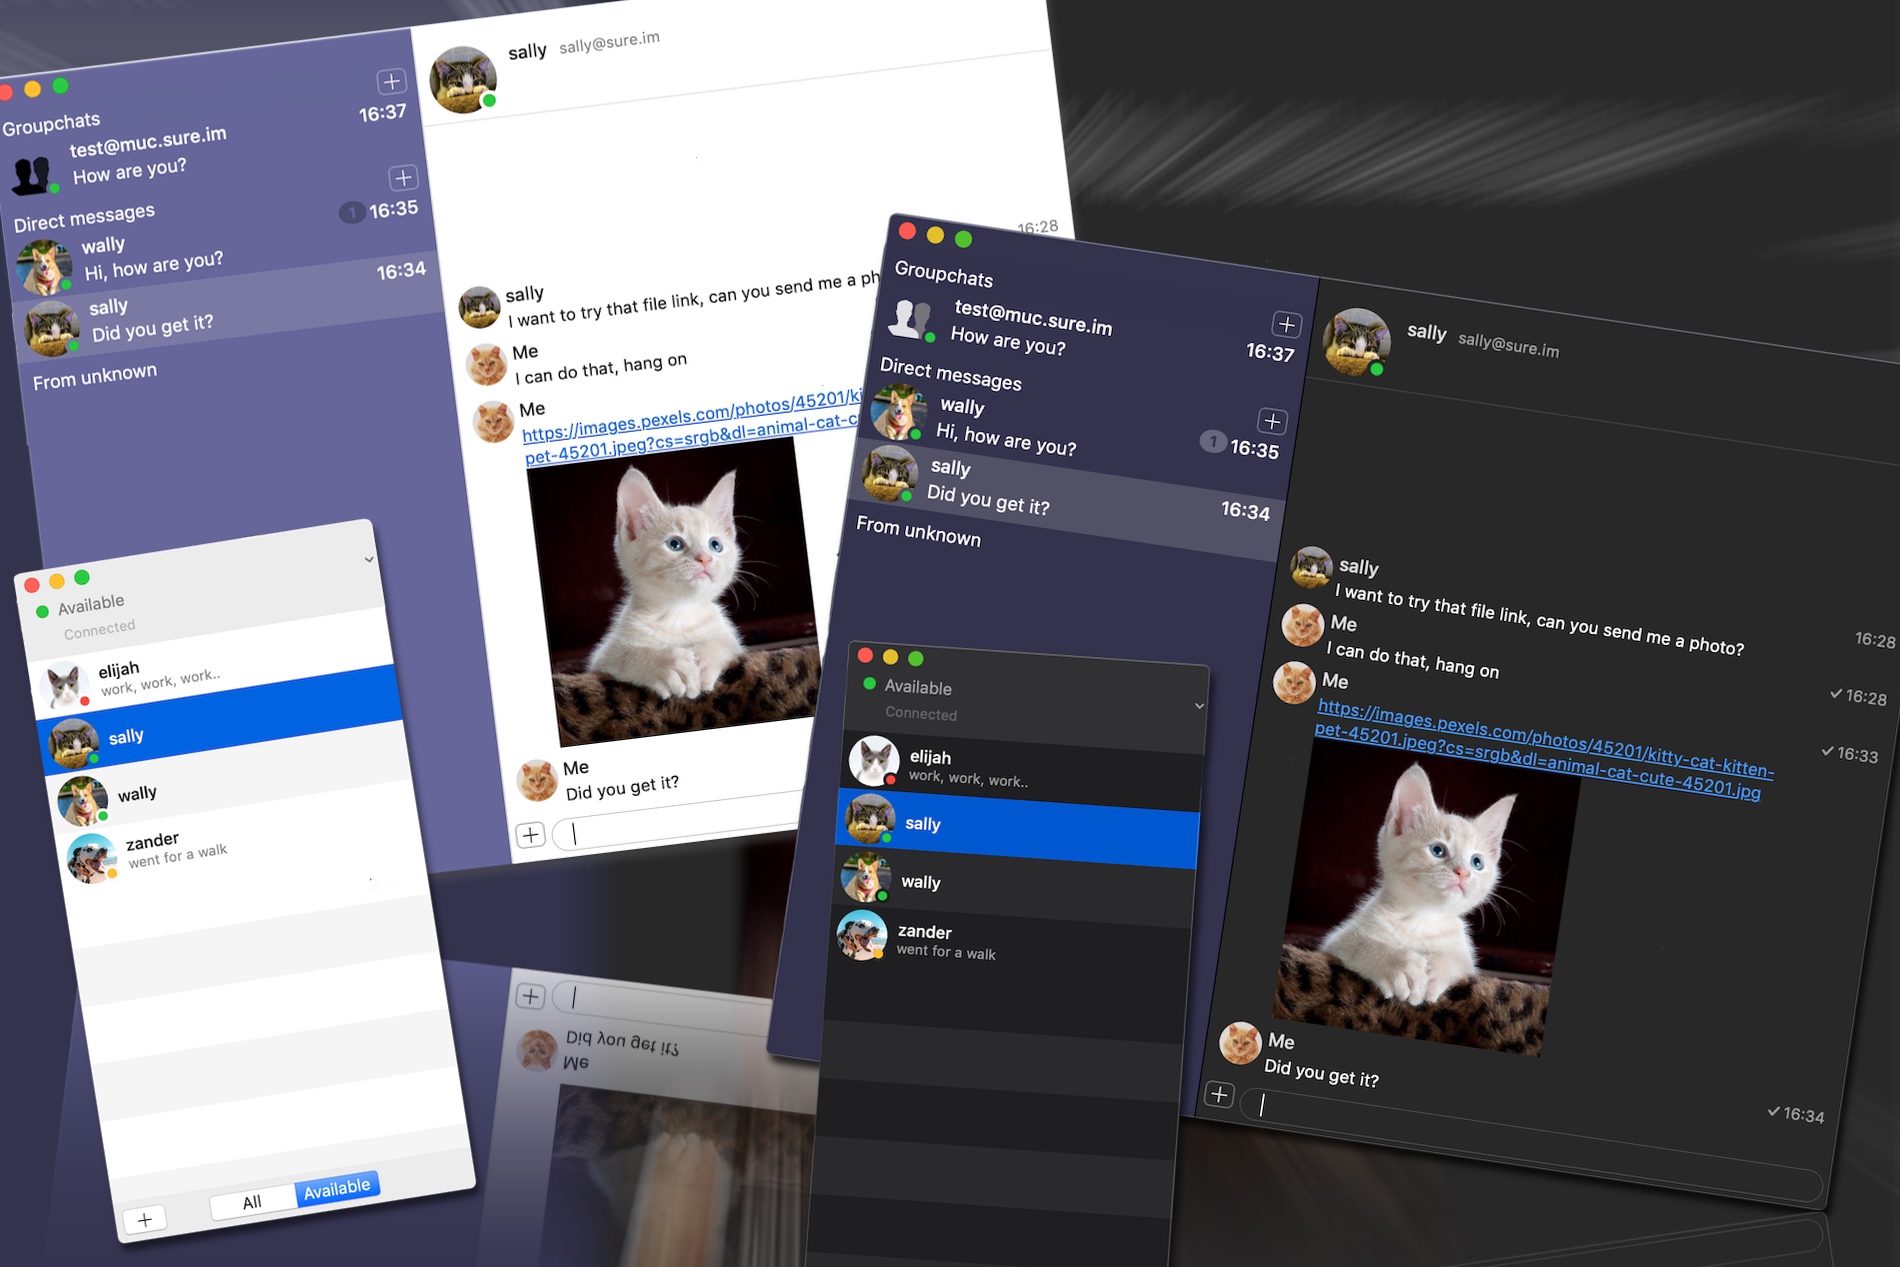 sally sally@sure.im
Groupchats
16:37
test@muc.sure.im
How are you?
Direct messages
1 16:35
wally
Hi, how are you?
16:34
sally
Did you get it?
From unknown
16:28
sally
I want to try that file link, can you send me a ph
Me
I can do that, hang on
Me
https://images.pexels.com/photos/45201/ki
pet-45201.jpeg?cs=srgb&dl=animal-cat-c
Me
Did you get it?
Available
Connected
elijah
work, work, work..
sally
wally
zander
went for a walk
All Available
Did you get it?
Me
Groupchats
test@muc.sure.im
How are you?
16:37
Direct messages
wally
Hi, how are you?
1 16:35
sally
Did you get it?
16:34
From unknown
sally sally@sure.im
sally
I want to try that file link, can you send me a photo?
16:28
Me
I can do that, hang on
16:28
Me
https://images.pexels.com/photos/45201/kitty-cat-kitten-
pet-45201.jpeg?cs=srgb&dl=animal-cat-cute-45201.jpg
16:33
Me
Did you get it?
16:34
Available
Connected
elijah
work, work, work..
sally
wally
zander
went for a walk